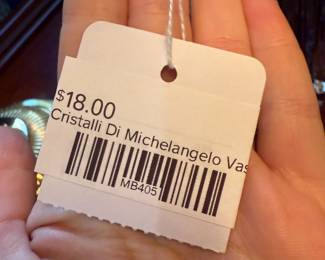 $18.00
Cristalli Di Michelangelo Vas
MB405